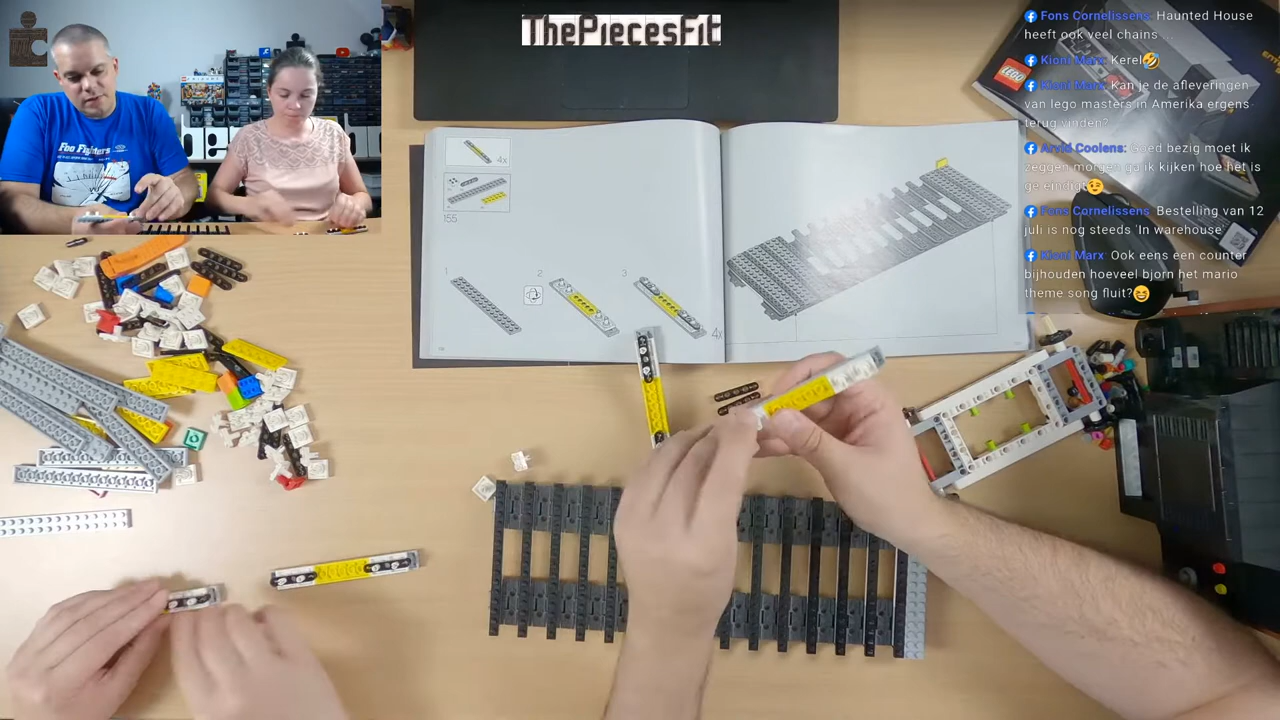 ThePiecesFit
Fons Cornelissens: Haunted House
heeft ook veel chains ...
Kioni Marx: Kerel🤣
Kioni Marx: Kan je de afleveringen
van lego masters in Amerika ergens
terug vinden?
Arvid Coolens: Goed bezig moet ik
zeggen morgen ga ik kijken hoe het is
ge eindigt😉
Fons Cornelissens: Bestelling van 12
juli is nog steeds 'In warehouse'
Kioni Marx: Ook eens een counter
bijhouden hoeveel bjorn het mario
theme song fluit?😆
LEGO
Foo Fighters
4x
155
1
2
3
4x